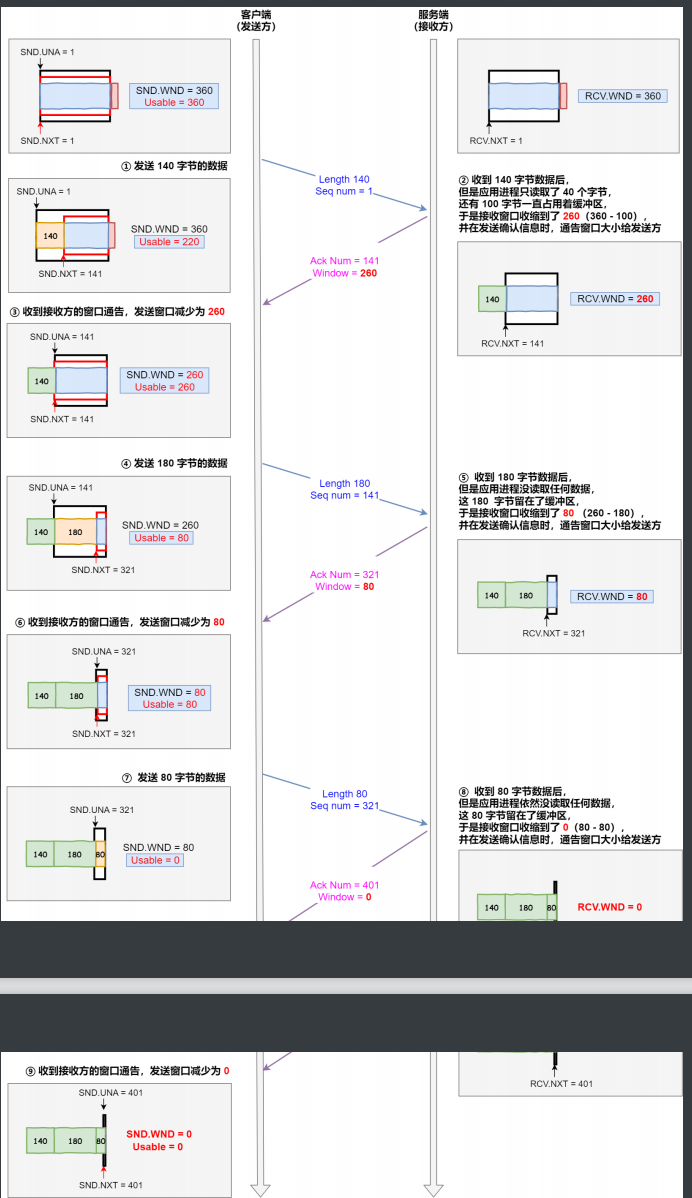 客户端
（发送方）
服务端
（接收方）
SND.UNA = 1
SND.WND = 360
Usable = 360
SND.NXT = 1
RCV.WND = 360
RCV.NXT = 1
① 发送 140 字节的数据
Length 140
Seq num = 1
② 收到 140 字节数据后，
但是应用进程只读取了 40 个字节，
还有 100 字节一直占用着缓冲区，
于是接收窗口收缩到了 260（360 - 100），
并在发送确认信息时，通告窗口大小给发送方
SND.UNA = 1
140
SND.WND = 360
Usable = 220
SND.NXT = 141
Ack Num = 141
Window = 260
140
RCV.WND = 260
RCV.NXT = 141
③ 收到接收方的窗口通告，发送窗口减少为 260
SND.UNA = 141
140
SND.WND = 260
Usable = 260
SND.NXT = 141
④ 发送 180 字节的数据
Length 180
Seq num = 141
⑤ 收到 180 字节数据后，
但是应用进程没读取任何数据，
这 180 字节留在了缓冲区，
于是接收窗口收缩到了 80 （260 - 180），
并在发送确认信息时，通告窗口大小给发送方
SND.UNA = 141
140
180
SND.WND = 260
Usable = 80
SND.NXT = 321
Ack Num = 321
Window = 80
140
180
RCV.WND = 80
RCV.NXT = 321
⑥ 收到接收方的窗口通告，发送窗口减少为 80
SND.UNA = 321
140
180
SND.WND = 80
Usable = 80
SND.NXT = 321
⑦ 发送 80 字节的数据
Length 80
Seq num = 321
⑧ 收到 80 字节数据后，
但是应用进程依然没读取任何数据，
这 80 字节留在了缓冲区，
于是接收窗口收缩到了 0（80 - 80），
并在发送确认信息时，通告窗口大小给发送方
SND.UNA = 321
140
180
80
SND.WND = 80
Usable = 0
Ack Num = 401
Window = 0
140
180
80
RCV.WND = 0
RCV.NXT = 401
⑨ 收到接收方的窗口通告，发送窗口减少为 0
SND.UNA = 401
140
180
80
SND.WND = 0
Usable = 0
SND.NXT = 401